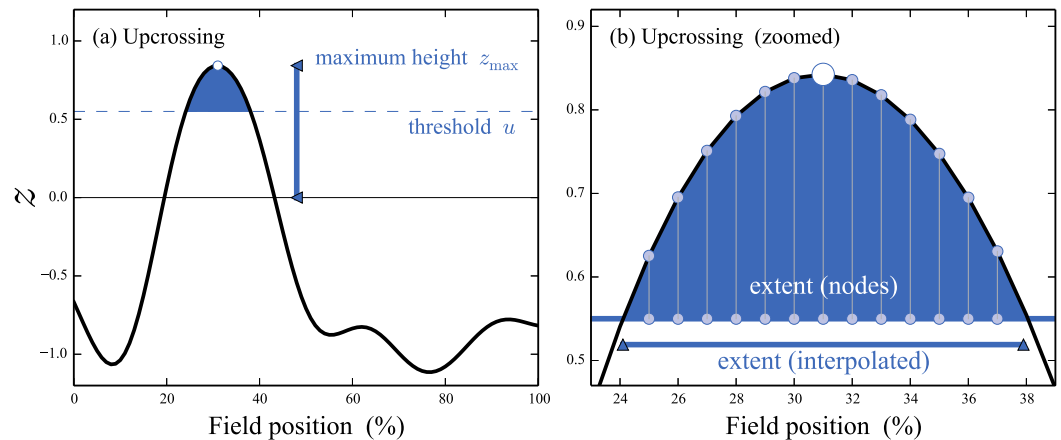 (a) Upcrossing
maximum height z_max
threshold u
z
1.0
0.5
0.0
−0.5
−1.0
0 20 40 60 80 100
Field position (%)
(b) Upcrossing (zoomed)
0.9
0.8
0.7
0.6
0.5
extent (nodes)
extent (interpolated)
24 26 28 30 32 34 36 38
Field position (%)